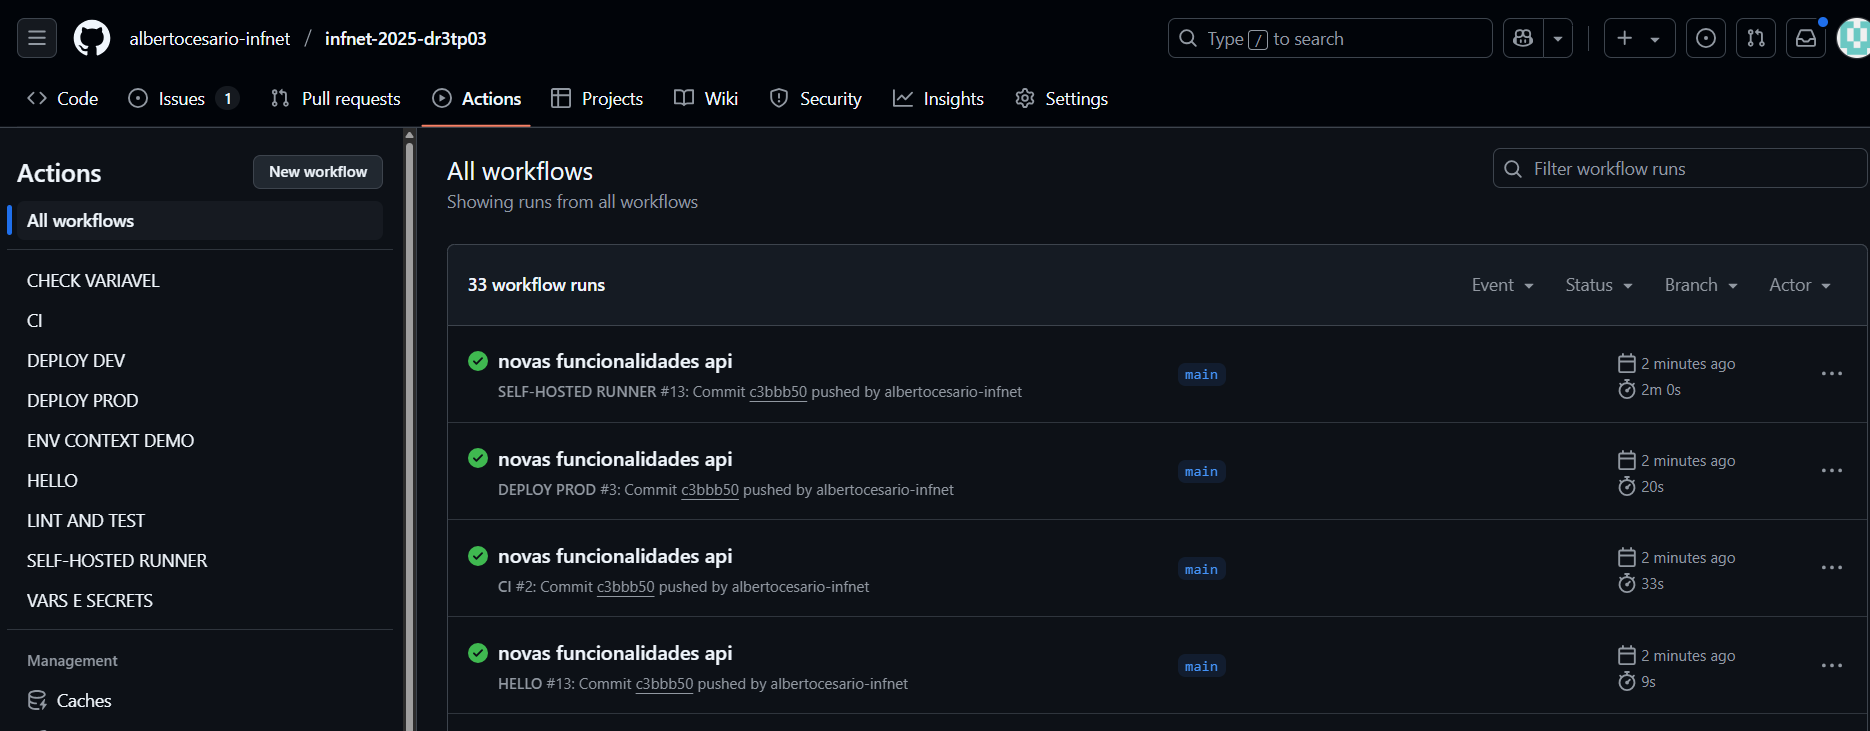 albertocesario-infnet / infnet-2025-dr3tp03
Type / to search
Code
Issues 1
Pull requests
Actions
Projects
Wiki
Security
Insights
Settings
Actions
New workflow
All workflows
CHECK VARIAVEL
CI
DEPLOY DEV
DEPLOY PROD
ENV CONTEXT DEMO
HELLO
LINT AND TEST
SELF-HOSTED RUNNER
VARS E SECRETS
Management
Caches
All workflows
Showing runs from all workflows
Filter workflow runs
33 workflow runs
Event
Status
Branch
Actor
novas funcionalidades api
SELF-HOSTED RUNNER #13: Commit c3bbb50 pushed by albertocesario-infnet
main
2 minutes ago
2m 0s
novas funcionalidades api
DEPLOY PROD #3: Commit c3bbb50 pushed by albertocesario-infnet
main
2 minutes ago
20s
novas funcionalidades api
CI #2: Commit c3bbb50 pushed by albertocesario-infnet
main
2 minutes ago
33s
novas funcionalidades api
HELLO #13: Commit c3bbb50 pushed by albertocesario-infnet
main
2 minutes ago
9s